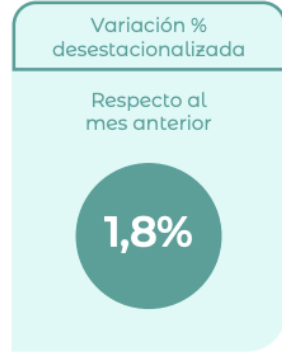 Variación %
desestacionalizada
Respecto al
mes anterior
1,8%